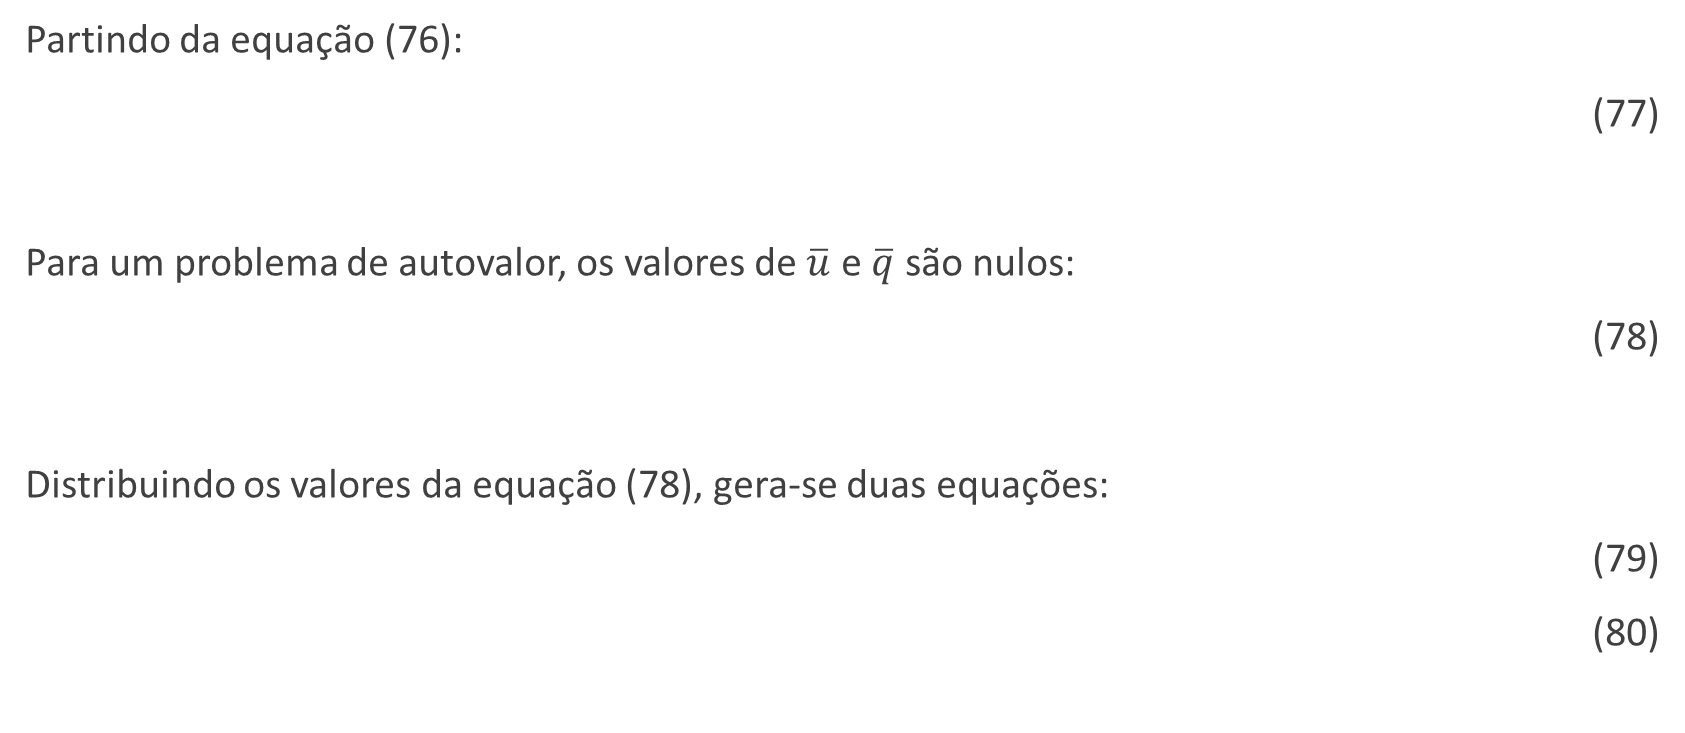 Partindo da equação (76):
(77)
Para um problema de autovalor, os valores de u̅ e q̅ são nulos:
(78)
Distribuindo os valores da equação (78), gera-se duas equações:
(79)
(80)